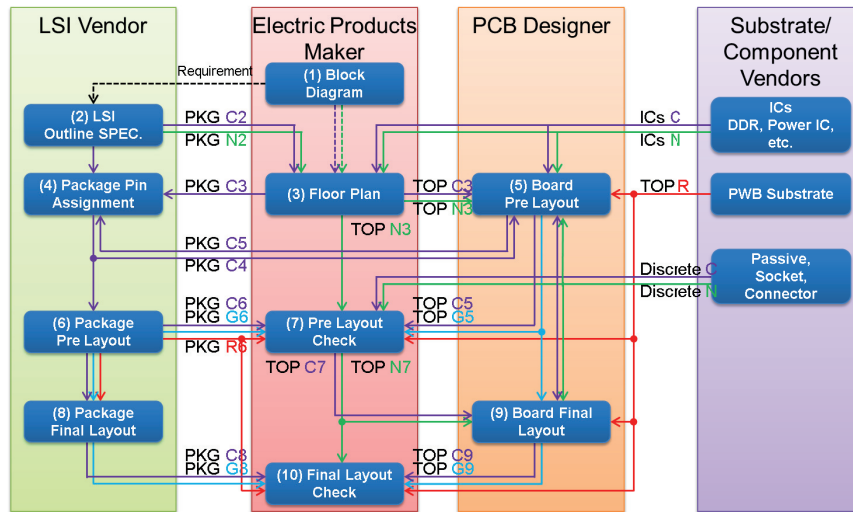 LSI Vendor
Electric Products
Maker
PCB Designer
Substrate/
Component
Vendors
Requirement
(1) Block
Diagram
(2) LSI
Outline SPEC.
PKG C2
PKG N2
ICs C
ICs N
ICs
DDR, Power IC,
etc.
(4) Package Pin
Assignment
PKG C3
(3) Floor Plan
TOP C3
TOP N3
(5) Board
Pre Layout
TOP R
PWB Substrate
TOP N3
PKG C5
PKG C4
Discrete C
Discrete N
Passive,
Socket,
Connector
PKG C6
PKG G6
PKG R6
(6) Package
Pre Layout
(7) Pre Layout
Check
TOP C5
TOP G5
TOP C7
TOP N7
(8) Package
Final Layout
(9) Board Final
Layout
PKG C8
PKG G8
(10) Final Layout
Check
TOP C9
TOP G9